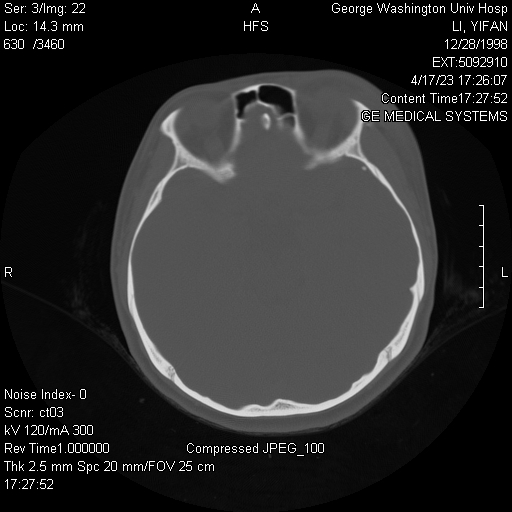 Ser: 3/Img: 22
Loc: 14.3 mm
630 /3460
A
HFS
George Washington Univ Hosp
LI, YIFAN
12/28/1998
EXT:5092910
4/17/23 17:26:07
Content Time17:27:52
GE MEDICAL SYSTEMS
R
L
Noise Index- 0
Scnr: ct03
kV 120/mA 300
Rev Time1.000000
Compressed JPEG_100
Thk 2.5 mm Spc 20 mm/FOV 25 cm
17:27:52